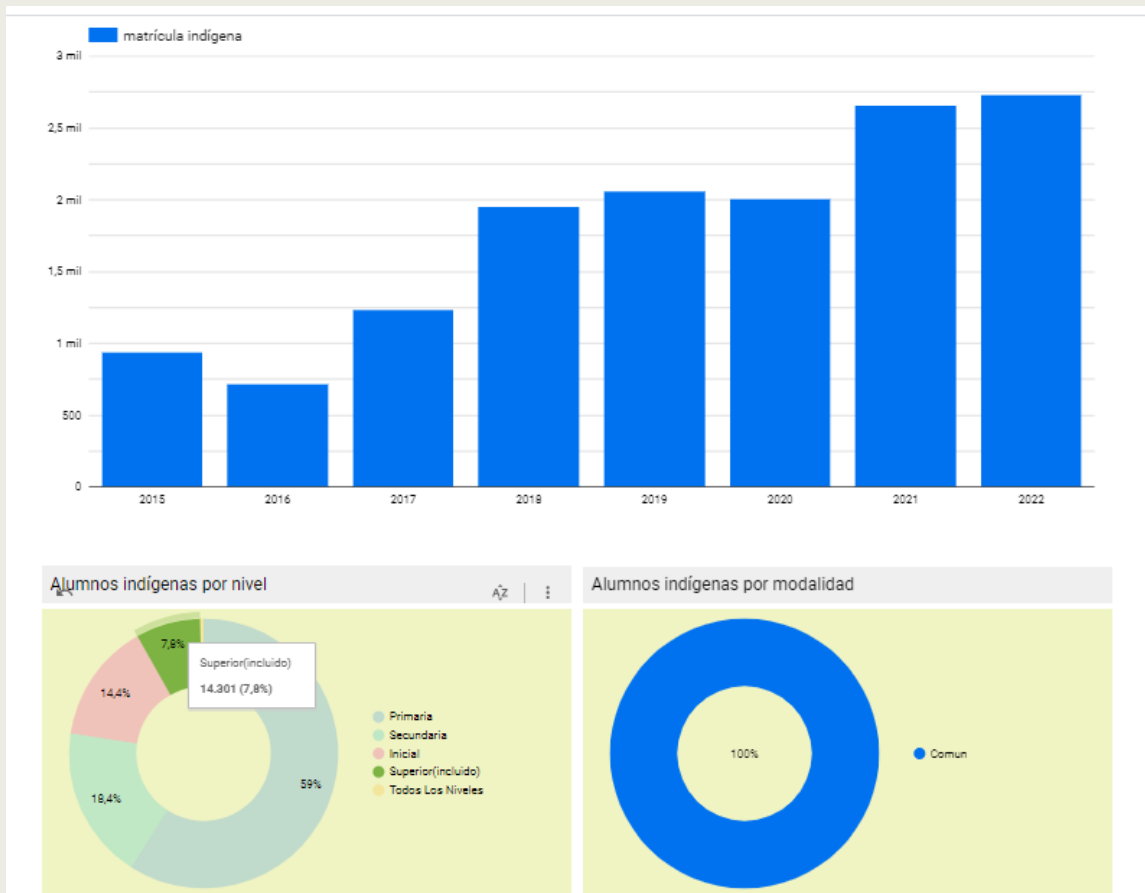 matrícula indígena
3 mil
2,5 mil
2 mil
1,5 mil
1 mil
500
0
2015 2016 2017 2018 2019 2020 2021 2022
Alumnos indígenas por nivel
Alumnos indígenas por modalidad
7,8%
14,4%
18,4%
59%
Superior(incluido)
14.301 (7,8%)
Primaria
Secundaria
Inicial
Superior(incluido)
Todos Los Niveles
100%
Comun